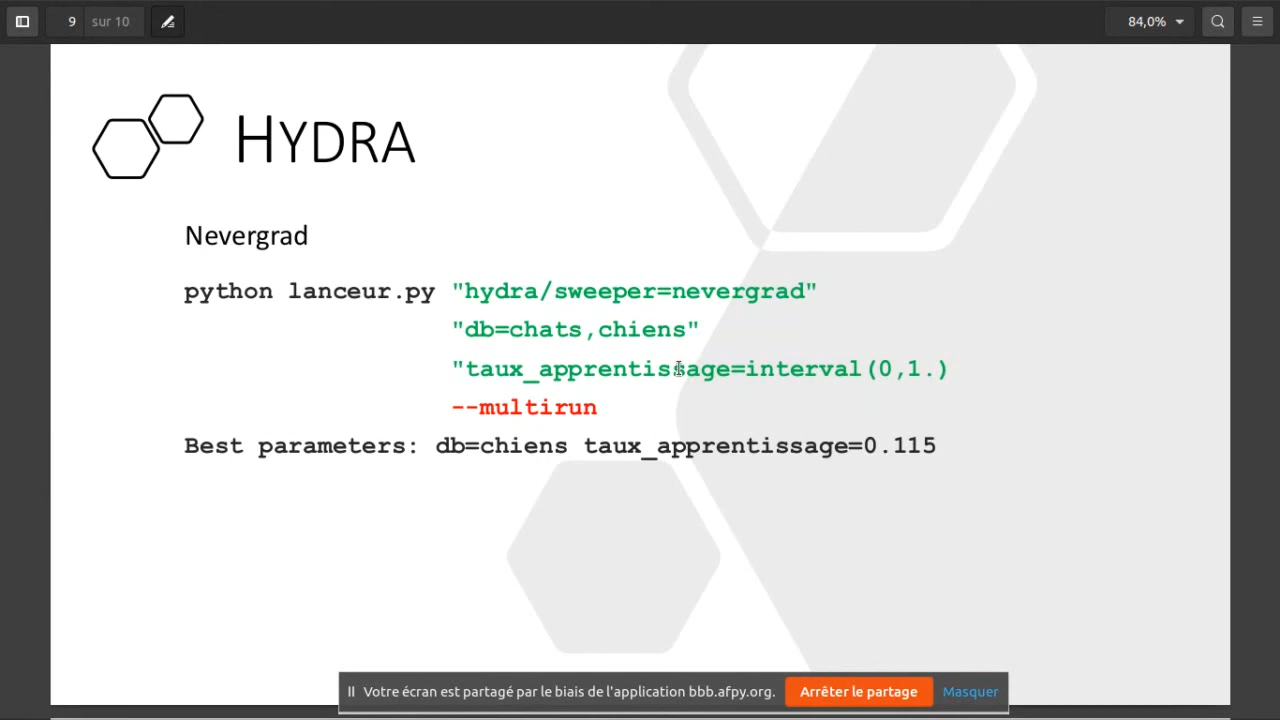 9 sur 10
84,0%
HYDRA
Nevergrad
python lanceur.py "hydra/sweeper=nevergrad"
"db=chats,chiens"
"taux_apprentissage=interval(0,1.)
--multirun
Best parameters: db=chiens taux_apprentissage=0.115
Votre écran est partagé par le biais de l'application bbb.afpy.org. Arrêter le partage Masquer